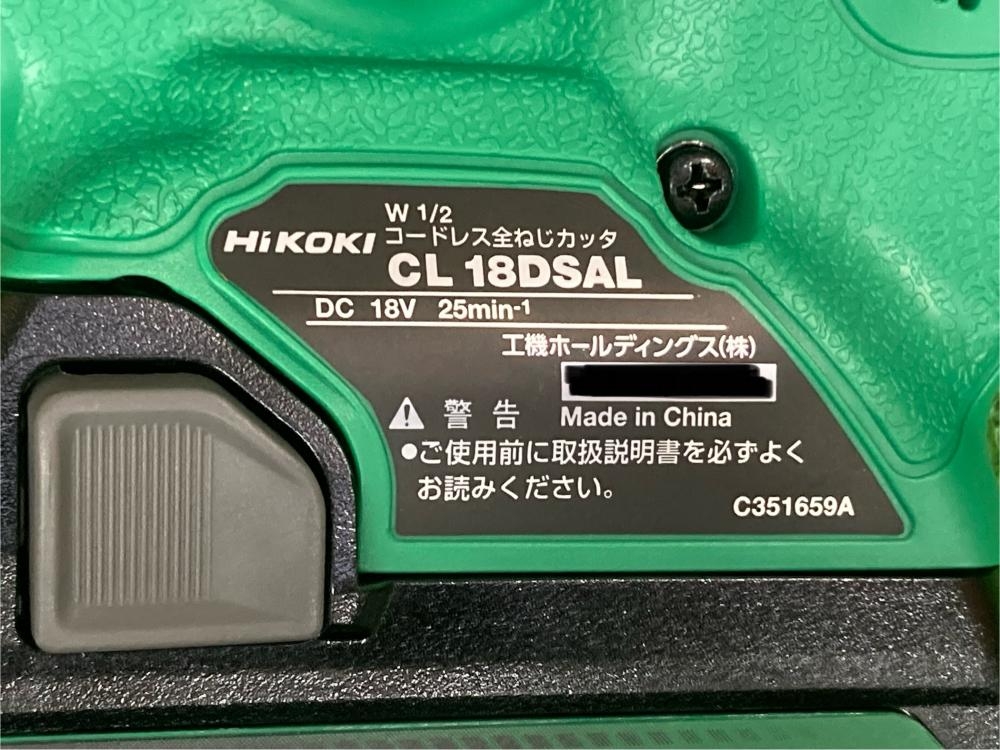 W 1/2
HiKOKI コードレス全ねじカッタ
CL 18DSAL
DC 18V 25min-1
工機ホールディングス(株)
⚠ 警告 Made in China
●ご使用前に取扱説明書を必ずよく
お読みください。
C351659A